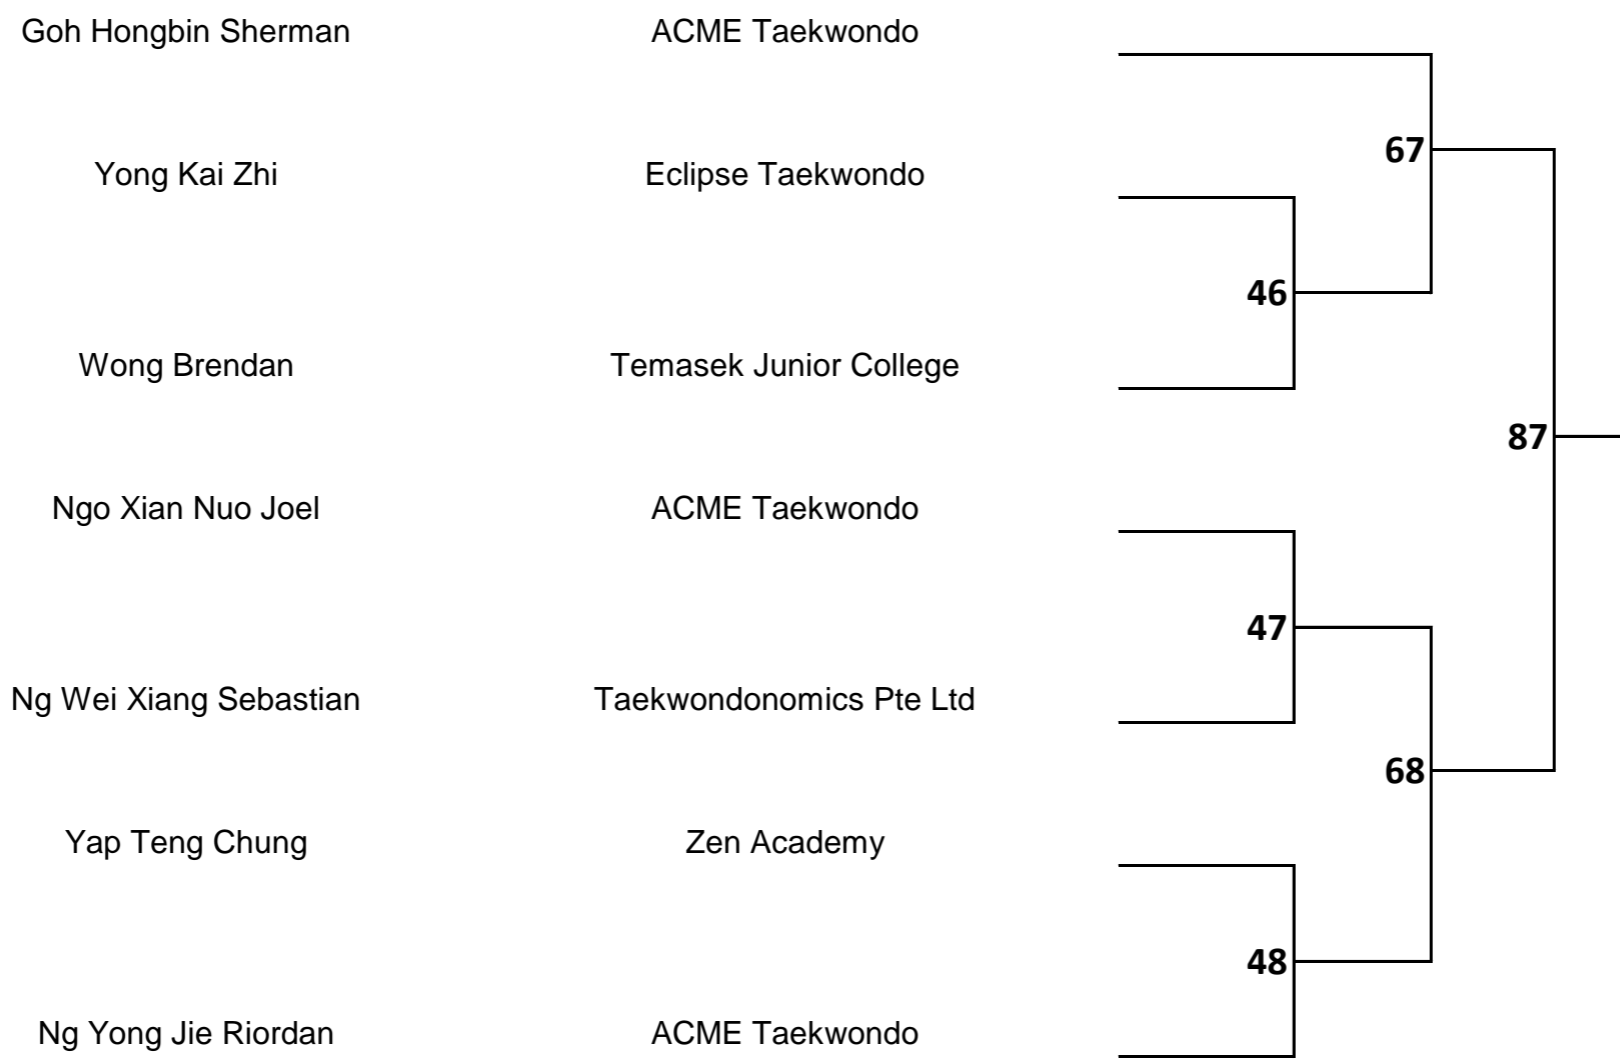 Goh Hongbin Sherman ACME Taekwondo
67
Yong Kai Zhi Eclipse Taekwondo
46
Wong Brendan Temasek Junior College
87
Ngo Xian Nuo Joel ACME Taekwondo
47
Ng Wei Xiang Sebastian Taekwondonomics Pte Ltd
68
Yap Teng Chung Zen Academy
48
Ng Yong Jie Riordan ACME Taekwondo